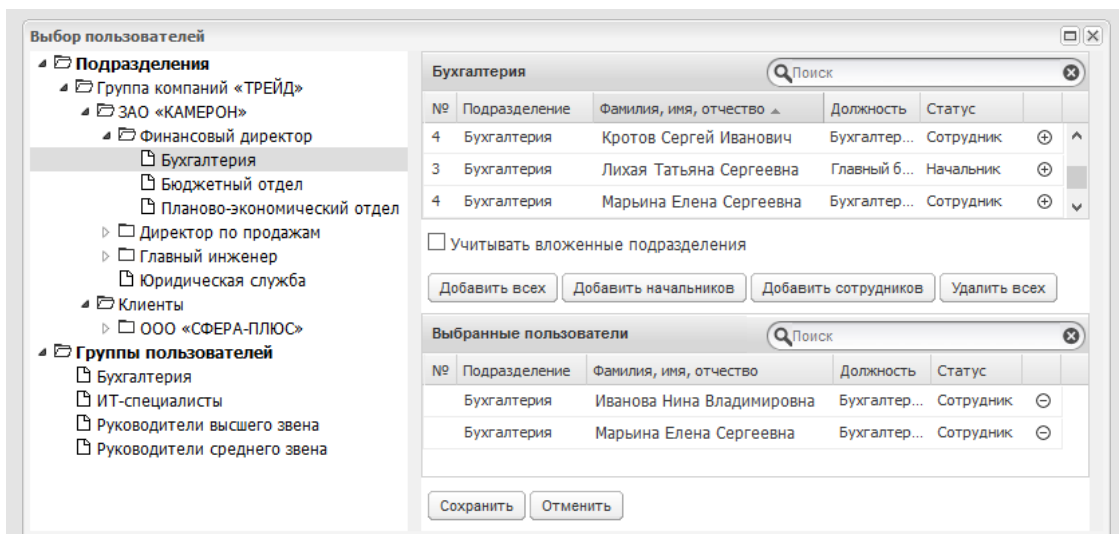 Выбор пользователей
Подразделения
Группа компаний «ТРЕЙД»
ЗАО «КАМЕРОН»
Финансовый директор
Бухгалтерия
Бюджетный отдел
Планово-экономический отдел
Директор по продажам
Главный инженер
Юридическая служба
Клиенты
ООО «СФЕРА-ПЛЮС»
Группы пользователей
Бухгалтерия
ИТ-специалисты
Руководители высшего звена
Руководители среднего звена
Бухгалтерия Поиск
№ Подразделение Фамилия, имя, отчество Должность Статус
4 Бухгалтерия Кротов Сергей Иванович Бухгалтер... Сотрудник
3 Бухгалтерия Лихая Татьяна Сергеевна Главный б... Начальник
4 Бухгалтерия Марьина Елена Сергеевна Бухгалтер... Сотрудник
Учитывать вложенные подразделения
Добавить всех Добавить начальников Добавить сотрудников Удалить всех
Выбранные пользователи Поиск
№ Подразделение Фамилия, имя, отчество Должность Статус
Бухгалтерия Иванова Нина Владимировна Бухгалтер... Сотрудник
Бухгалтерия Марьина Елена Сергеевна Бухгалтер... Сотрудник
Сохранить Отменить